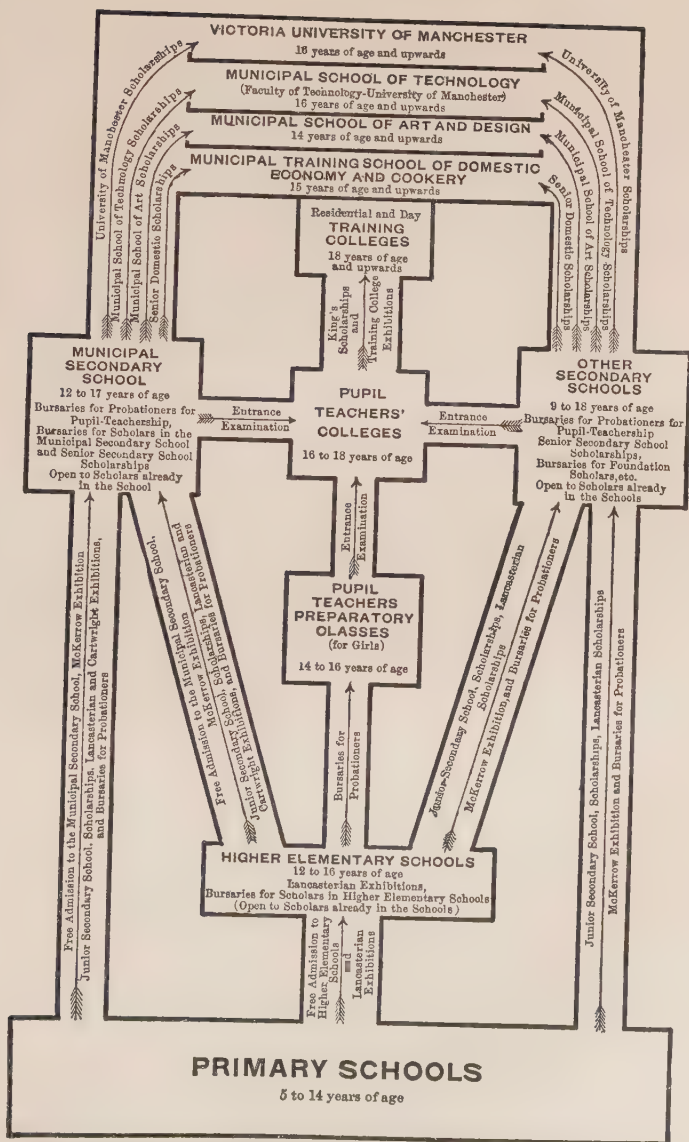 VICTORIA UNIVERSITY OF MANCHESTER
16 years of age and upwards
MUNICIPAL SCHOOL OF TECHNOLOGY
(Faculty of Technology-University of Manchester)
16 years of age and upwards
MUNICIPAL SCHOOL OF ART AND DESIGN
14 years of age and upwards
MUNICIPAL TRAINING SCHOOL OF DOMESTIC
ECONOMY AND COOKERY
15 years of age and upwards
University of Manchester Scholarships
Municipal School of Technology Scholarships
Municipal School of Art Scholarships
Senior Domestic Scholarships
Senior Domestic Scholarships
Municipal School of Art Scholarships
Municipal School of Technology Scholarships
University of Manchester Scholarships
Residential and Day
TRAINING
COLLEGES
18 years of age
and upwards
King's
Scholarships
and
Training College
Exhibitions
MUNICIPAL
SECONDARY
SCHOOL
12 to 17 years of age
Bursaries for Probationers for
Pupil-Teachership,
Bursaries for Scholars in the
Municipal Secondary School
and Senior Secondary School
Scholarships
Open to Scholars already
in the School
Entrance
Examination
PUPIL
TEACHERS'
COLLEGES
16 to 18 years of age
Entrance
Examination
OTHER
SECONDARY
SCHOOLS
9 to 18 years of age
Bursaries for Probationers for
Pupil-Teachership
Senior Secondary School
Scholarships,
Bursaries for Foundation
Scholars, etc.
Open to Scholars already
in the Schools
Entrance
Examination
PUPIL
TEACHERS
PREPARATORY
CLASSES
(for Girls)
14 to 16 years of age
Bursaries for
Probationers
Free Admission to the Municipal Secondary School, McKerrow Exhibition
Junior Secondary School, Scholarships, Lancasterian and Cartwright Exhibitions,
and Bursaries for Probationers
Free Admission to the Municipal Secondary School,
McKerrow Exhibition
Junior Secondary School, Scholarships, Lancasterian and
Cartwright Exhibitions, and Bursaries for Probationers
Junior Secondary School, Scholarships, Lancasterian
Scholarships
McKerrow Exhibition, and Bursaries for Probationers
Junior Secondary School, Scholarships, Lancasterian Scholarships
McKerrow Exhibition and Bursaries for Probationers
HIGHER ELEMENTARY SCHOOLS
12 to 16 years of age
Lancasterian Exhibitions,
Bursaries for Scholars in Higher Elementary Schools
(Open to Scholars already in the Schools)
Free Admission to
Higher Elementary
Schools
and
Lancasterian
Exhibitions
PRIMARY SCHOOLS
5 to 14 years of age